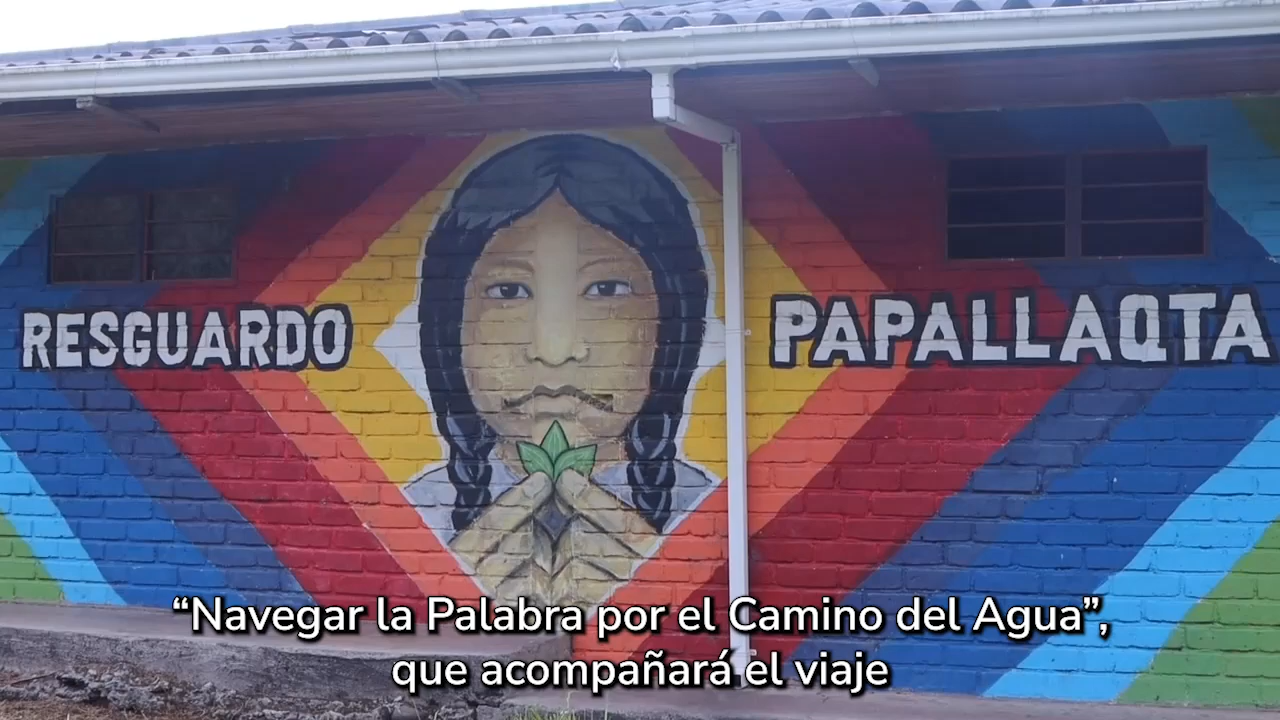 RESGUARDO PAPALLAQTA
“Navegar la Palabra por el Camino del Agua”,
que acompañará el viaje